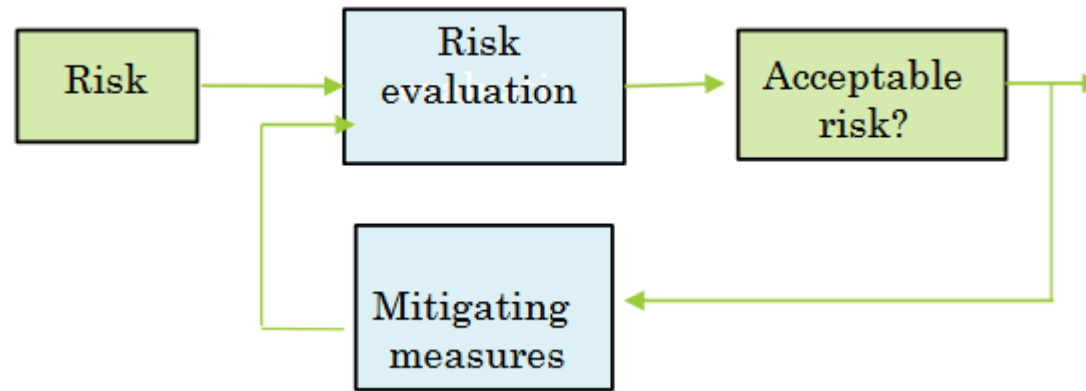 Risk
Risk
evaluation
Acceptable
risk?
Mitigating
measures